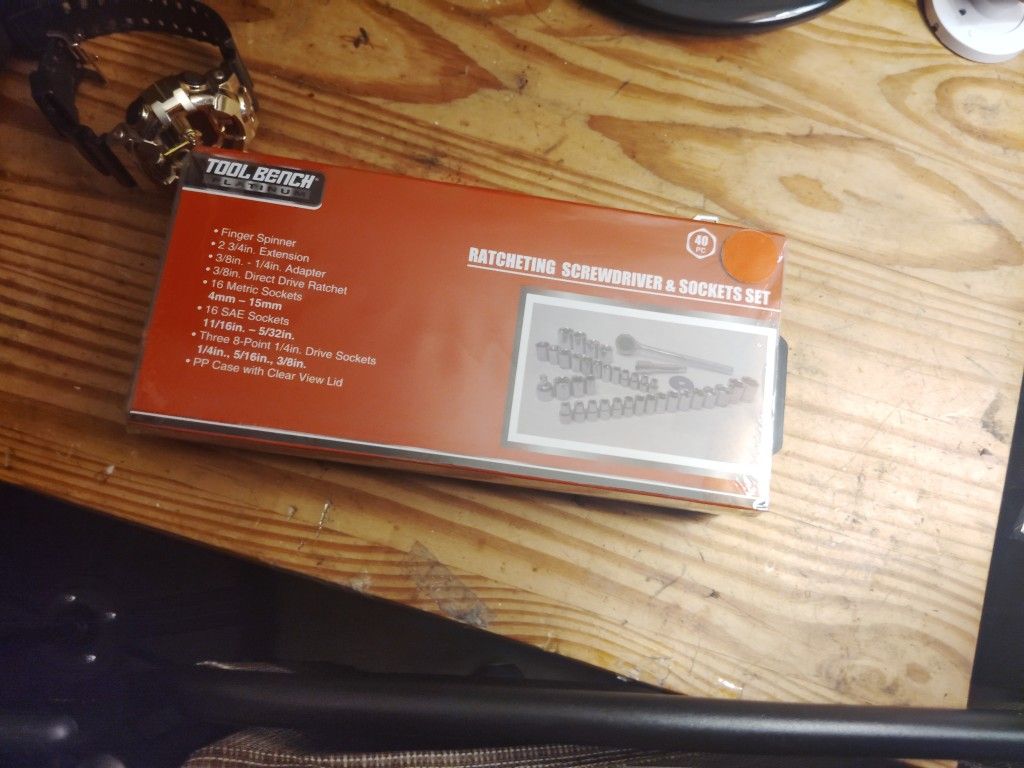 TOOL BENCH™
PLATINUM
• Finger Spinner
• 2 3/4in. Extension
• 3/8in. - 1/4in. Adapter
• 3/8in. Direct Drive Ratchet
• 16 Metric Sockets
4mm – 15mm
• 16 SAE Sockets
11/16in. – 5/32in.
• Three 8-Point 1/4in. Drive Sockets
1/4in., 5/16in., 3/8in.
• PP Case with Clear View Lid
40
PC
RATCHETING SCREWDRIVER & SOCKETS SET